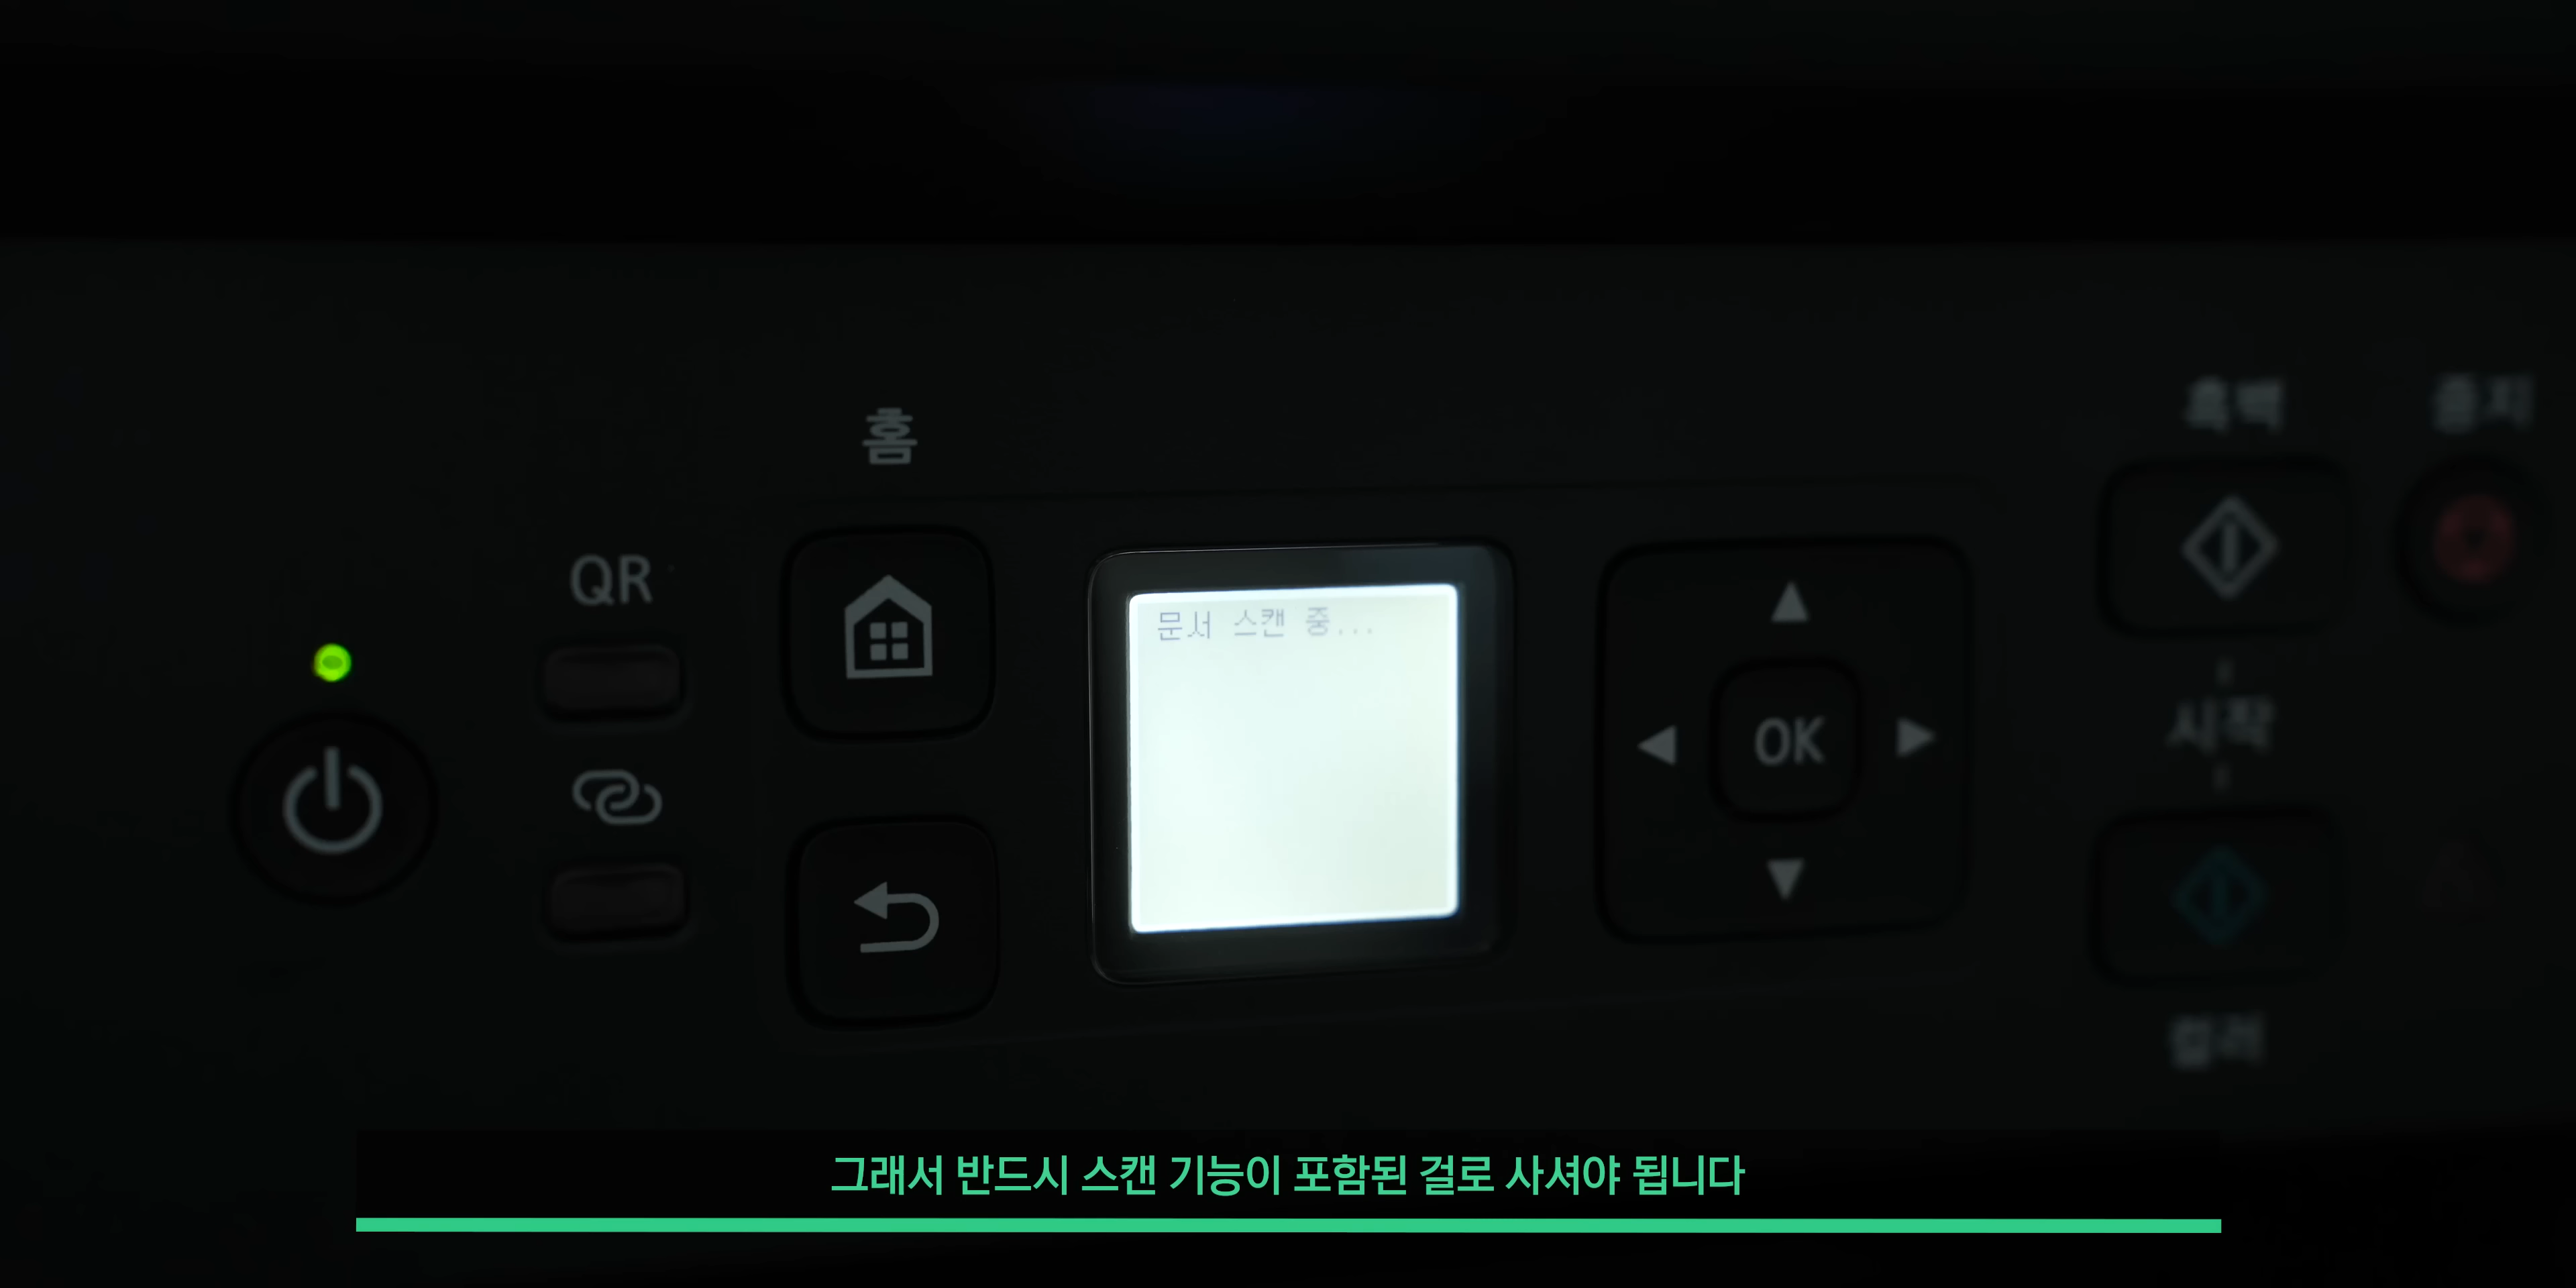 홈
흑백
중지
QR
문서 스캔 중...
OK
시작
컬러
그래서 반드시 스캔 기능이 포함된 걸로 사셔야 됩니다